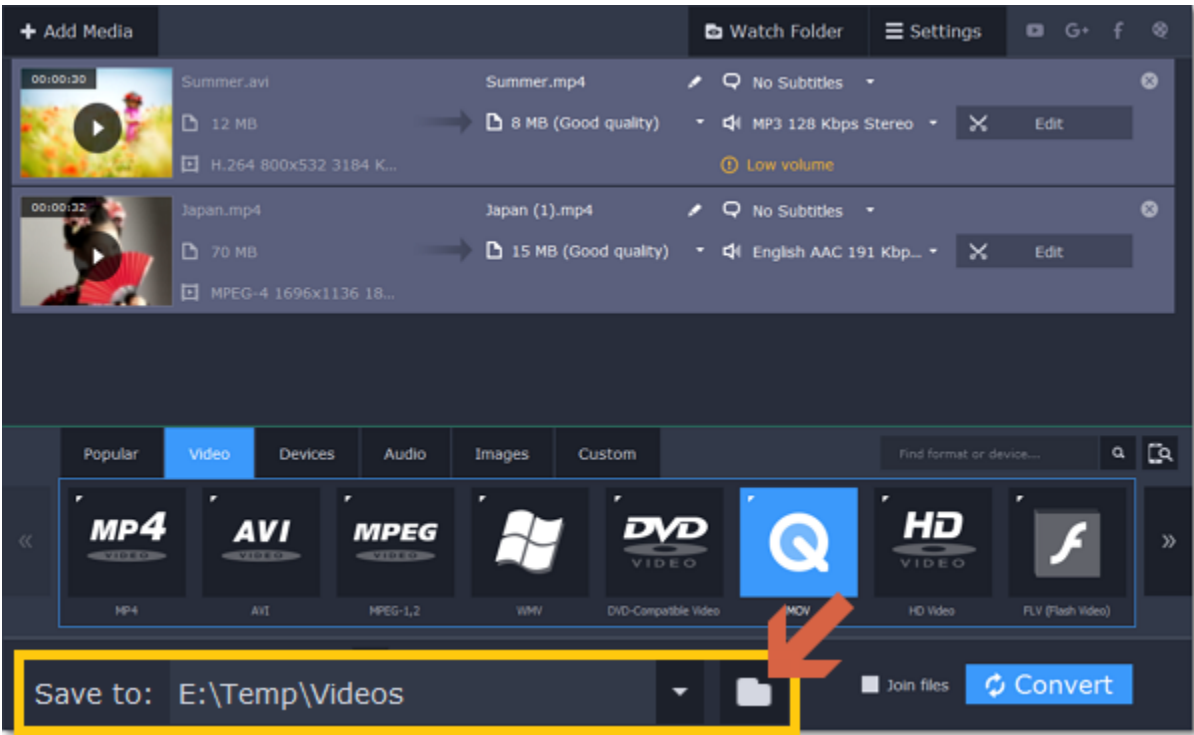 Add Media
Watch Folder
Settings
G+ f
00:00:30
Summer.avi
Summer.mp4
No Subtitles
12 MB
8 MB (Good quality)
MP3 128 Kbps Stereo
Edit
H.264 800x532 3184 K...
Low volume
00:00:32
Japan.mp4
Japan (1).mp4
No Subtitles
70 MB
15 MB (Good quality)
English AAC 191 Kbp...
Edit
MPEG-4 1696x1136 18...
Popular
Video
Devices
Audio
Images
Custom
Find format or device....
MP4
VIDEO
AVI
VIDEO
MPEG
VIDEO
DVD
VIDEO
HD
VIDEO
MP4
AVI
MPEG-1,2
WMV
DVD-Compatible Video
MOV
HD Video
FLV (Flash Video)
Save to:
E:\Temp\Videos
Join files
Convert